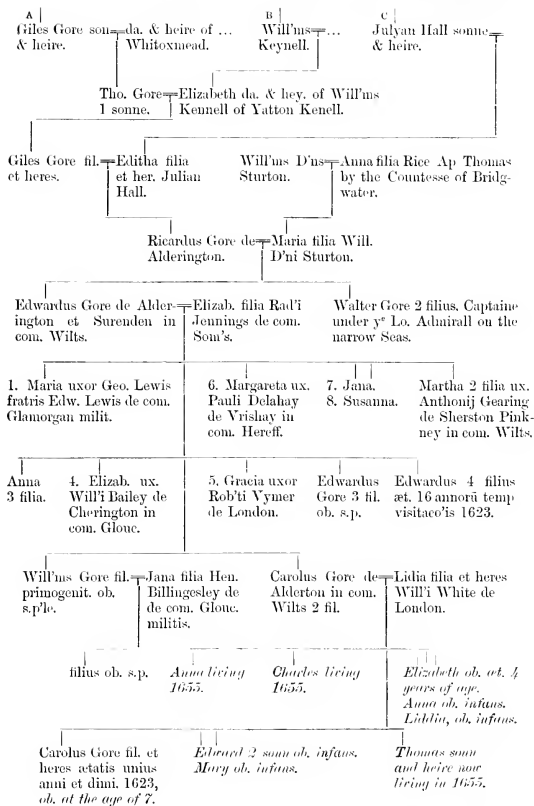 A B C
Giles Gore son da. & heire of ... Will'ms ... Julyan Hall sonne
& heire. Whitoxmead. Keynell. & heire.
Tho. Gore Elizabeth da. & hey. of Will'ms
1 sonne. Kennell of Yatton Kenell.
Giles Gore fil. Editha filia Will'ms D'ns Anna filia Rice Ap Thomas
et heres. et her. Julian Sturton. by the Countesse of Bridg-
Hall. water.
Ricardus Gore de Maria filia Will.
Alderington. D'ni Sturton.
Edwardus Gore de Alder- Elizab. filia Rad'i Walter Gore 2 filius, Captaine
ington et Surenden in Jennings de com. under yᵉ Lo. Admirall on the
com. Wilts. Som's. narrow Seas.
1. Maria uxor Geo. Lewis 6. Margareta ux. 7. Jana. Martha 2 filia ux.
fratris Edw. Lewis de com. Pauli Delahay 8. Susanna. Anthonij Gearing
Glamorgan milit. de Vrishay in de Sherston Pink-
com. Hereff. ney in com. Wilts.
Anna 4. Elizab. ux. 5. Gracia uxor Edwardus Edwardus 4 filius
3 filia. Will'i Bailey de Rob'ti Vymer Gore 3 fil. æt. 16 annorū temp
Cherington in de London. ob. s.p. visitaco'is 1623.
com. Glouc.
Will'ms Gore fil. Jana filia Hen. Carolus Gore de Lidia filia et heres
primogenit. ob. Billingesley de Alderton in com. Will'i White de
s.p'le. de com. Glouc. Wilts 2 fil. London.
militis.
filius ob. s.p. Anna living Charles living Elizabeth ob. æt. 4
1655. 1655. years of age.
Anna ob. infans.
Liddia, ob. infans.
Carolus Gore fil. et Edward 2 sonn ob. infans. Thomas sonn
heres ætatis unius Mary ob. infans. and heire now
anni et dimi. 1623, living in 1655.
ob. at the age of 7.